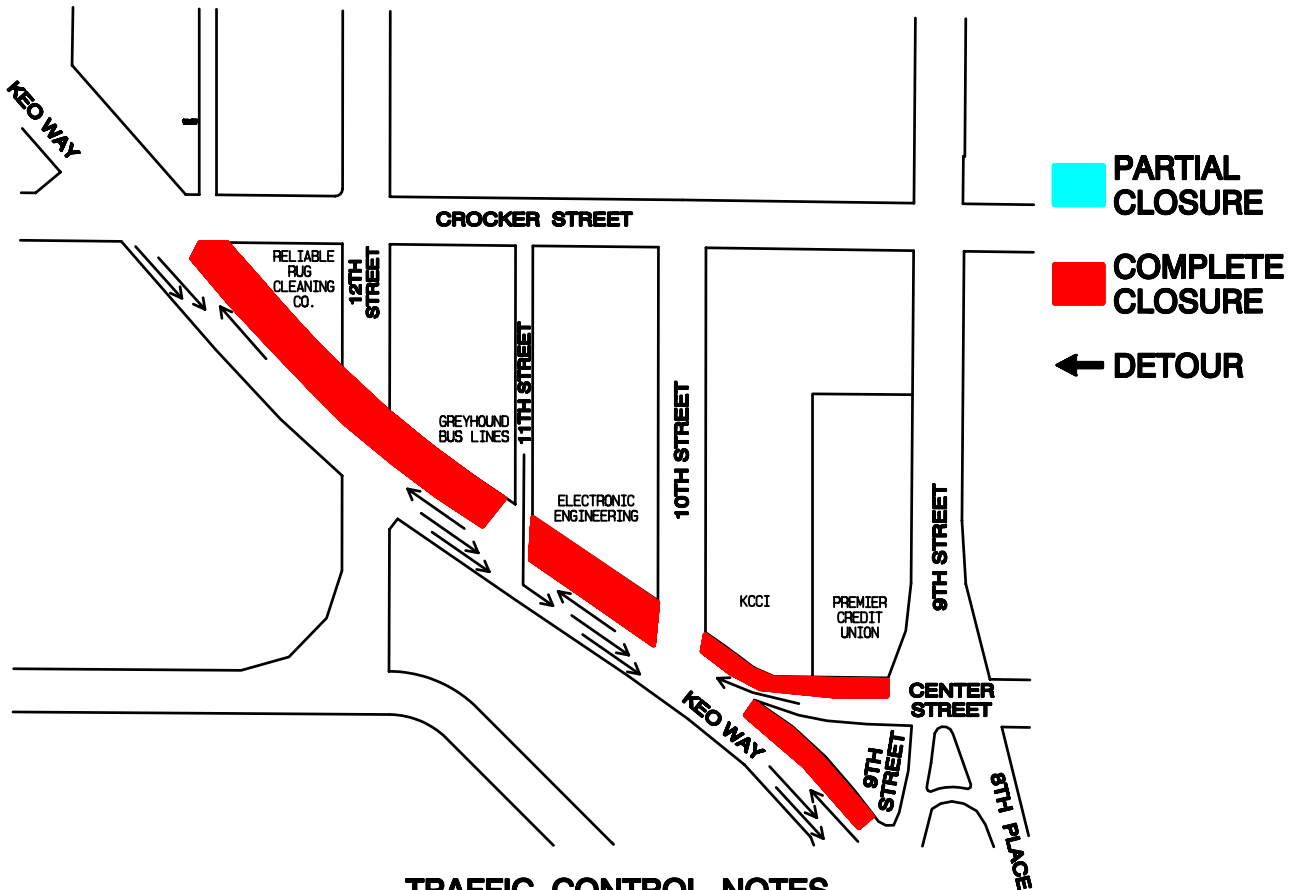 KEO WAY
CROCKER STREET
PARTIAL
CLOSURE
COMPLETE
CLOSURE
DETOUR
RELIABLE
RUG
CLEANING
CO.
12TH
STREET
11TH STREET
GREYHOUND
BUS LINES
10TH STREET
ELECTRONIC
ENGINEERING
9TH STREET
KCCI
PREMIER
CREDIT
UNION
CENTER
STREET
KEO WAY
9TH
STREET
8TH PLACE
TRAFFIC CONTROL NOTES